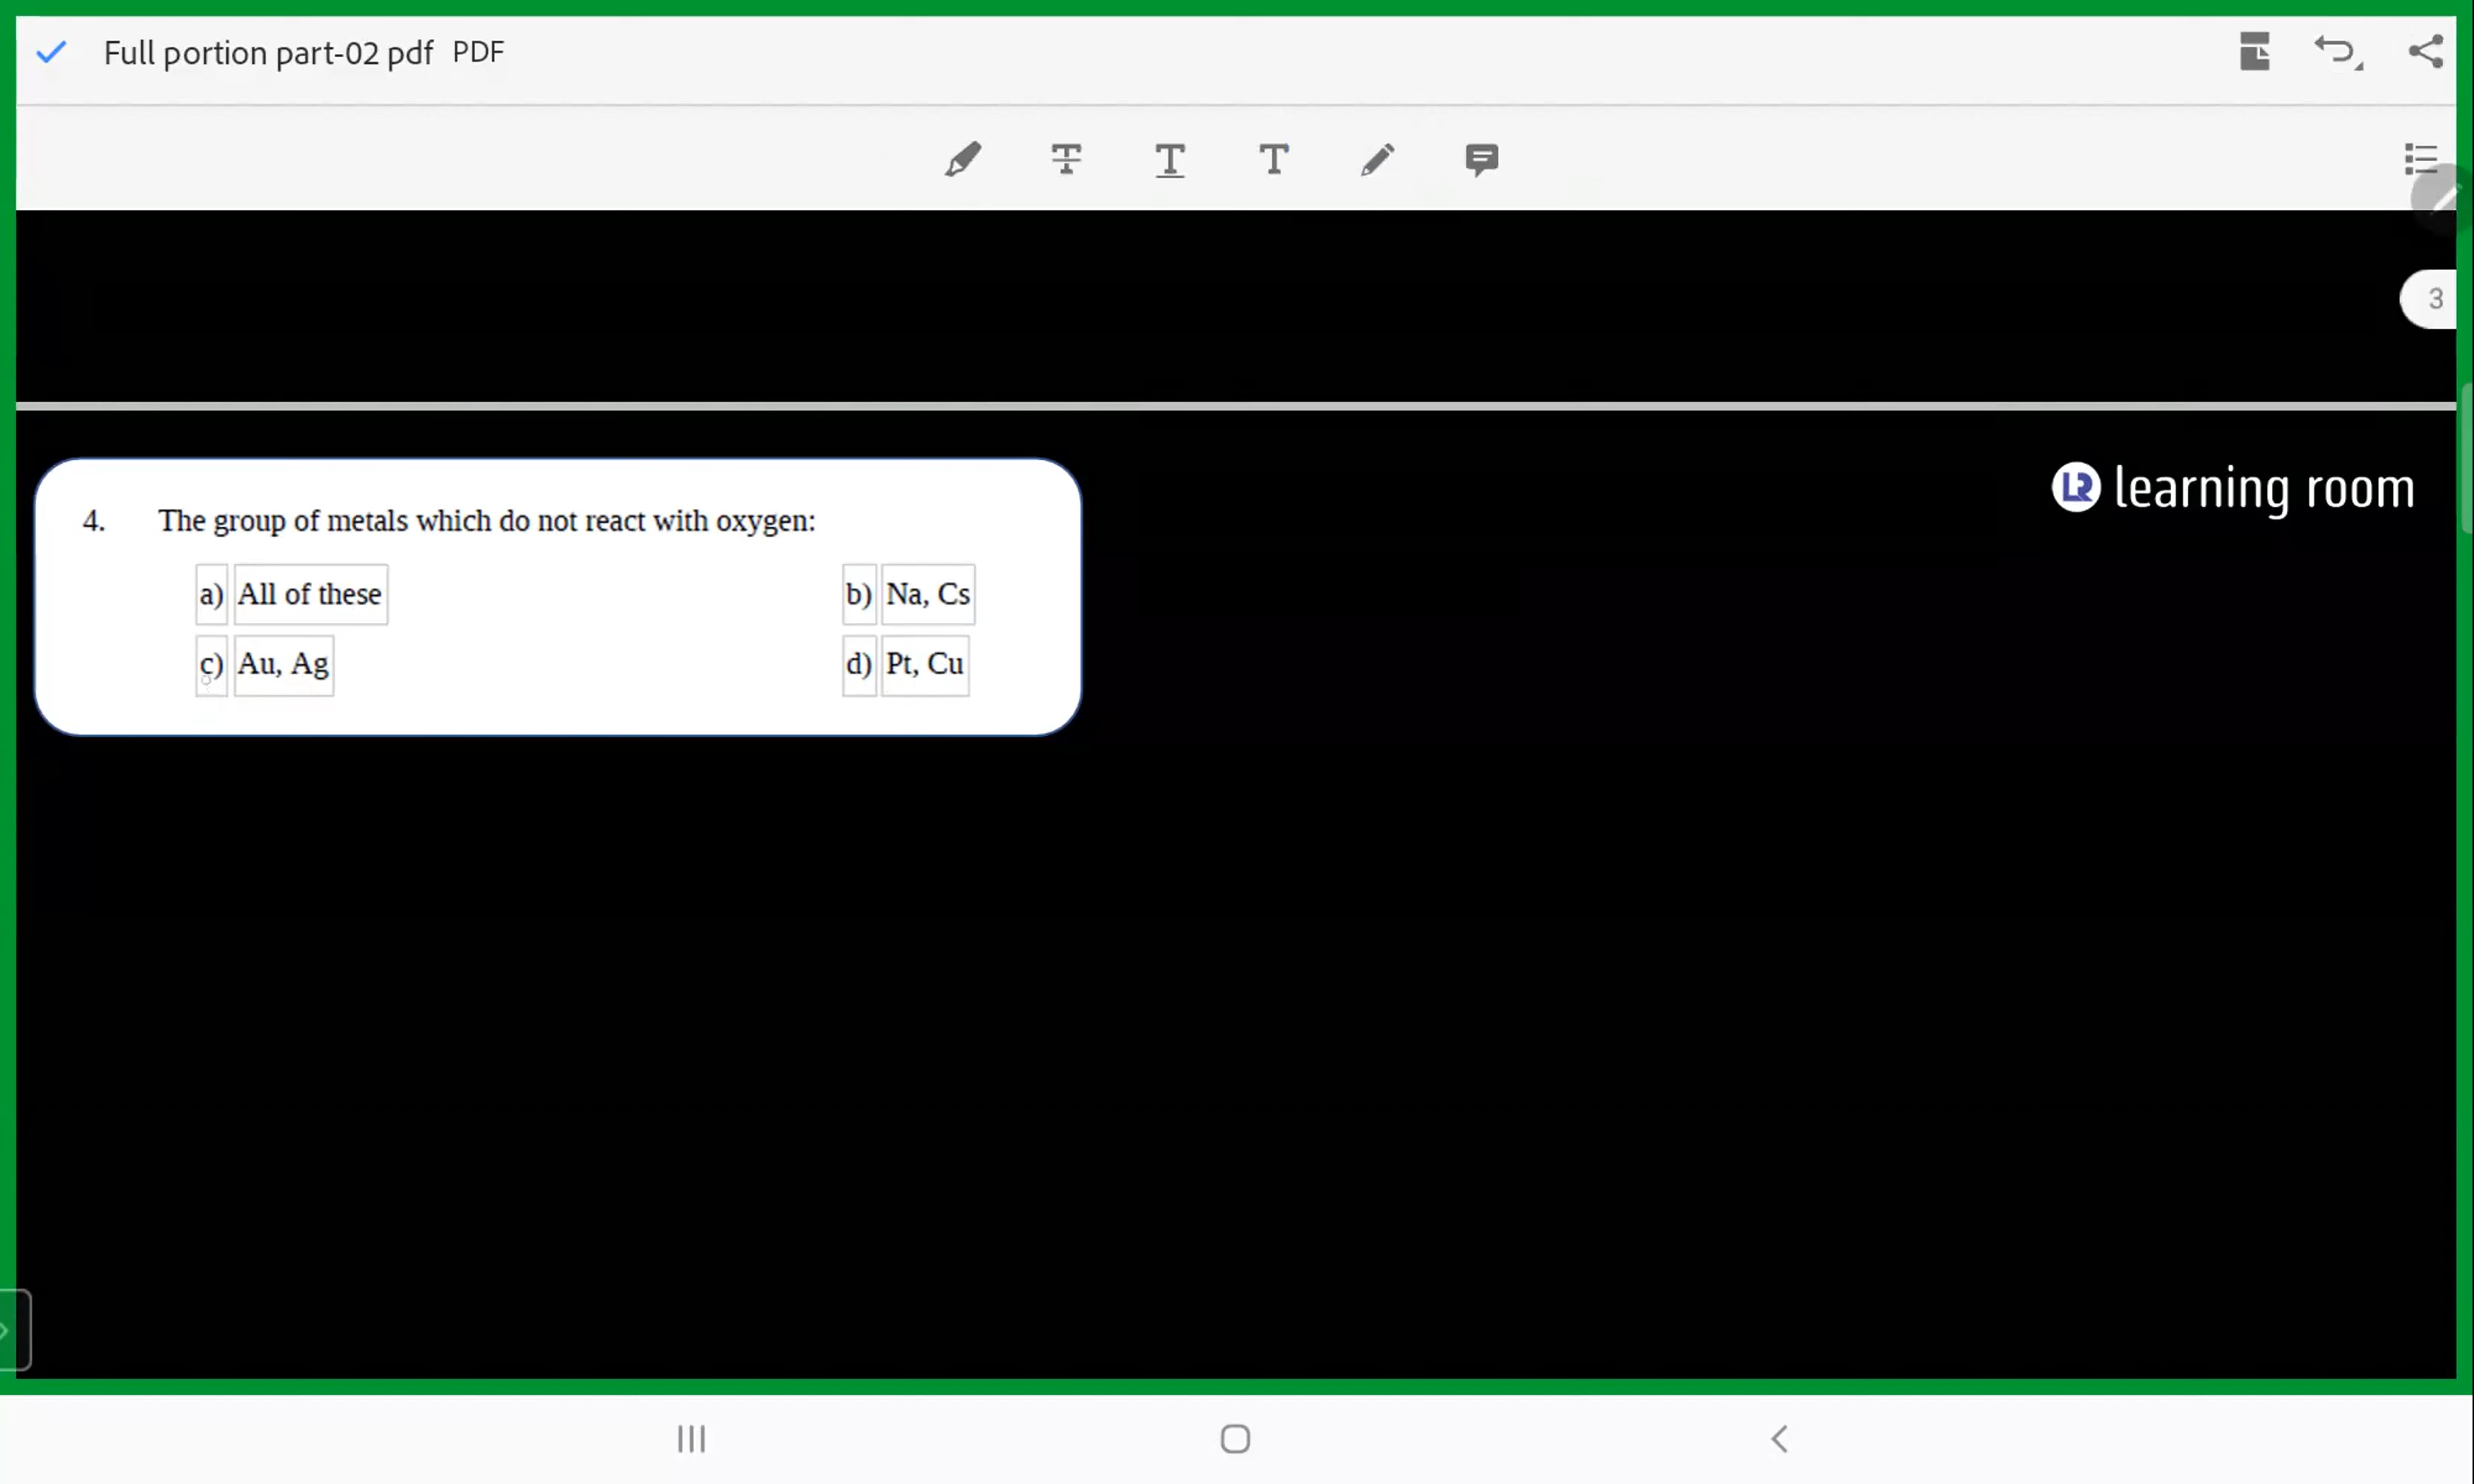 Full portion part-02 pdf PDF
3
learning room
4. The group of metals which do not react with oxygen:
a) All of these b) Na, Cs
c) Au, Ag d) Pt, Cu